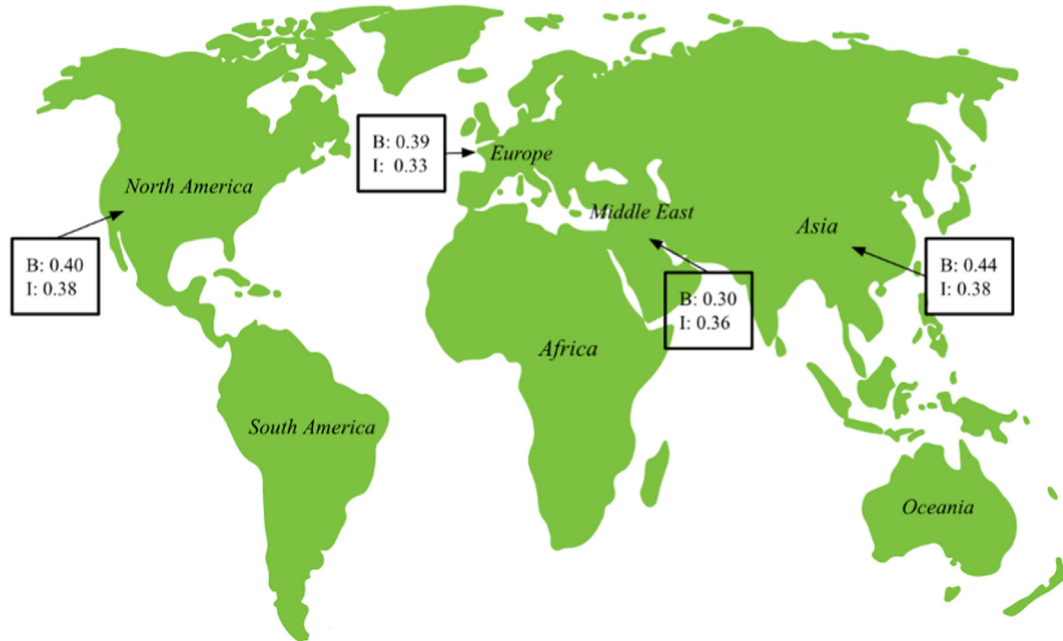 B: 0.39
I: 0.33
Europe
North America
Middle East
Asia
B: 0.40
I: 0.38
B: 0.44
I: 0.38
B: 0.30
I: 0.36
Africa
South America
Oceania